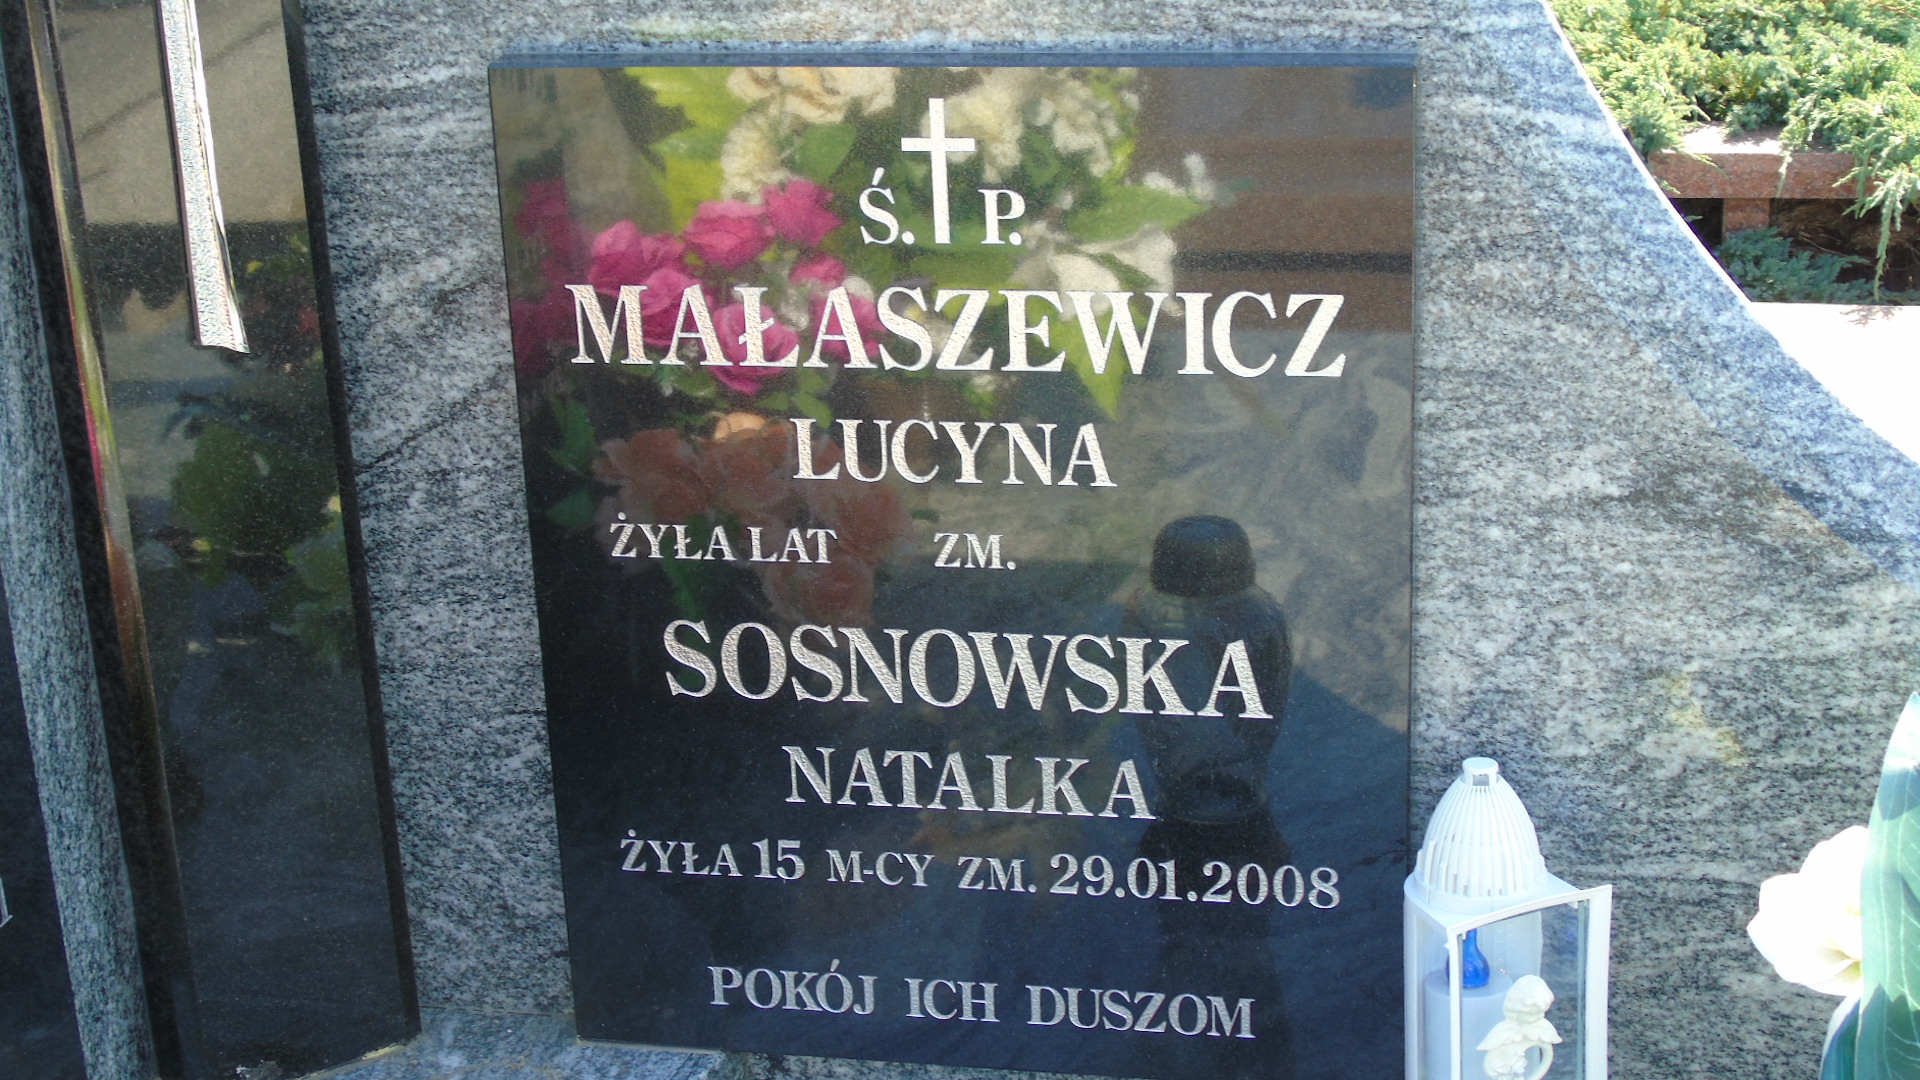 Ś. P.
MAŁASZEWICZ
LUCYNA
ŻYŁA LAT ZM.
SOSNOWSKA
NATALKA
ŻYŁA 15 M-CY ZM. 29.01.2008
POKÓJ ICH DUSZOM